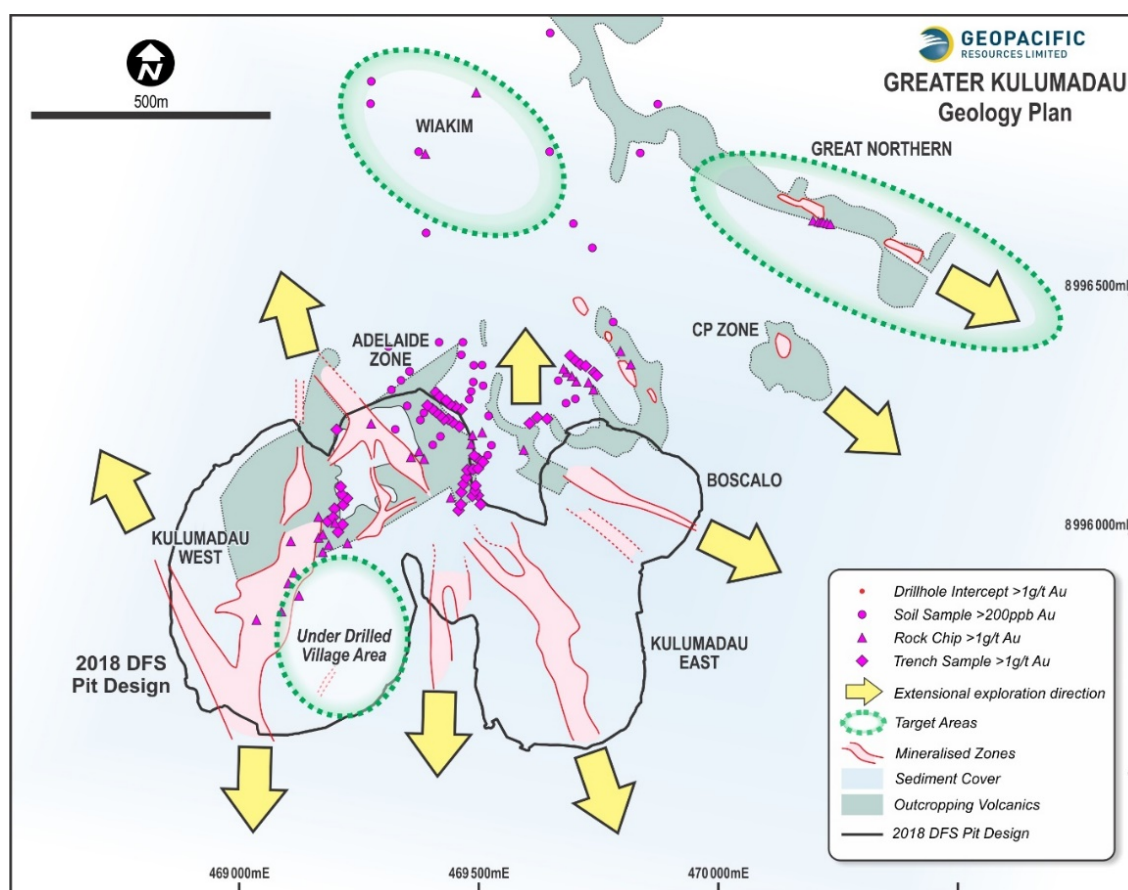 GEOPACIFIC
RESOURCES LIMITED
GREATER KULUMADAU
Geology Plan
N
500m
WIAKIM
GREAT NORTHERN
8 996 500m
CP ZONE
ADELAIDE
ZONE
BOSCALO
8 996 000m
KULUMADAU
WEST
Under Drilled
Village Area
KULUMADAU
EAST
2018 DFS
Pit Design
Drillhole Intercept >1g/t Au
Soil Sample >200ppb Au
Rock Chip >1g/t Au
Trench Sample >1g/t Au
Extensional exploration direction
Target Areas
Mineralised Zones
Sediment Cover
Outcropping Volcanics
2018 DFS Pit Design
469 000mE
469 500mE
470 000mE